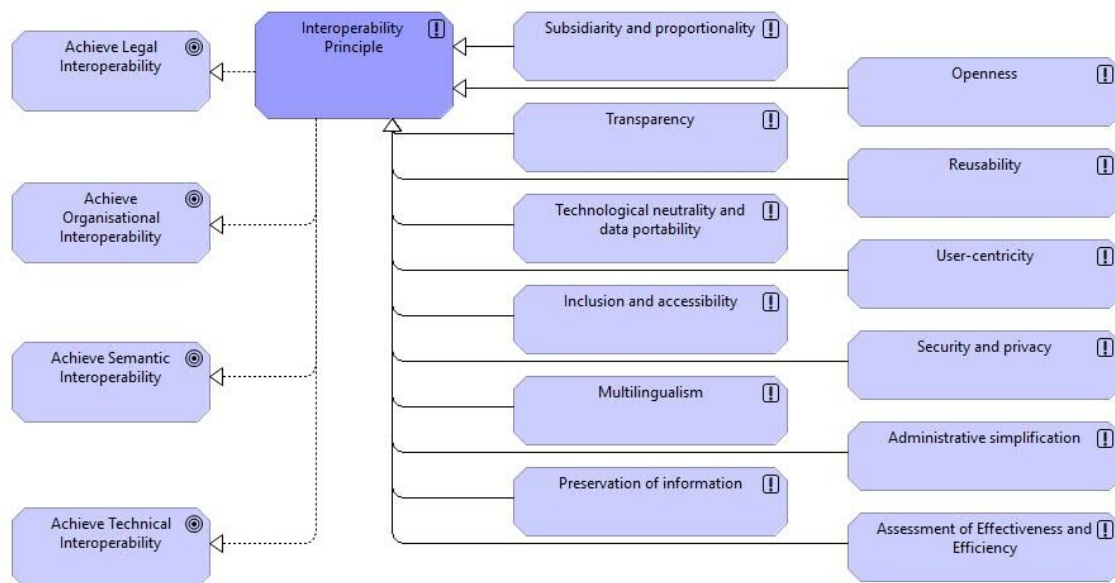 Achieve Legal
Interoperability
Interoperability
Principle
Subsidiarity and proportionality
Openness
Transparency
Reusability
Achieve
Organisational
Interoperability
Technological neutrality and
data portability
User-centricity
Inclusion and accessibility
Achieve Semantic
Interoperability
Security and privacy
Multilingualism
Administrative simplification
Preservation of information
Achieve Technical
Interoperability
Assessment of Effectiveness and
Efficiency